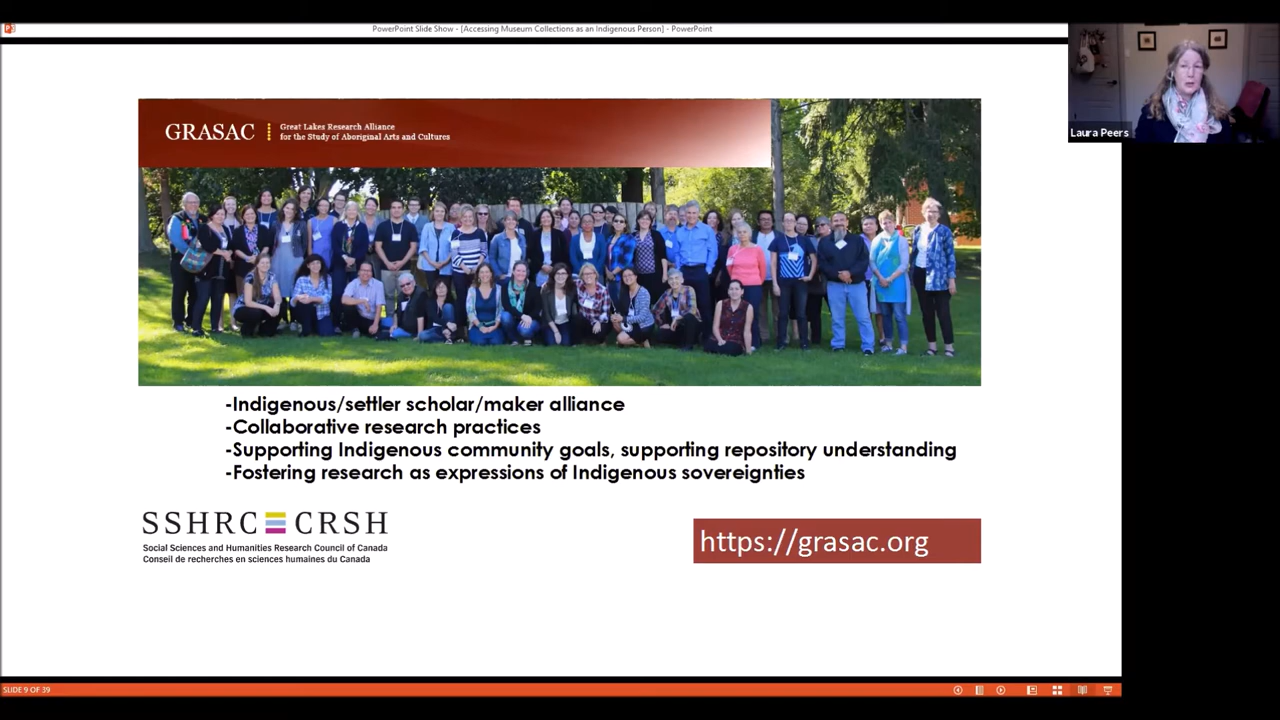 PowerPoint Slide Show - [Accessing Museum Collections as an Indigenous Person] - PowerPoint
Laura Peers
GRASAC
Great Lakes Research Alliance
for the Study of Aboriginal Arts and Cultures
-Indigenous/settler scholar/maker alliance
-Collaborative research practices
-Supporting Indigenous community goals, supporting repository understanding
-Fostering research as expressions of Indigenous sovereignties
SSHRC CRSH
Social Sciences and Humanities Research Council of Canada
Conseil de recherches en sciences humaines du Canada
https://grasac.org
SLIDE 9 OF 39